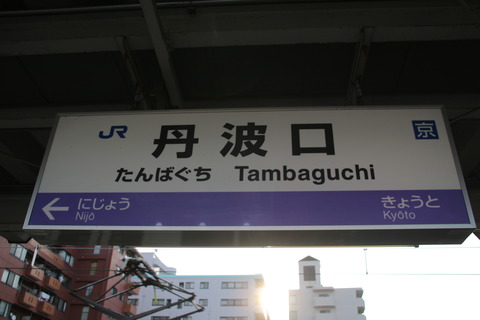 JR 丹波口 京
たんばぐち Tambaguchi
← にじょう きょうと
Nijō Kyōto